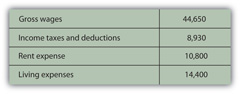 Gross wages 44,650
Income taxes and deductions 8,930
Rent expense 10,800
Living expenses 14,400